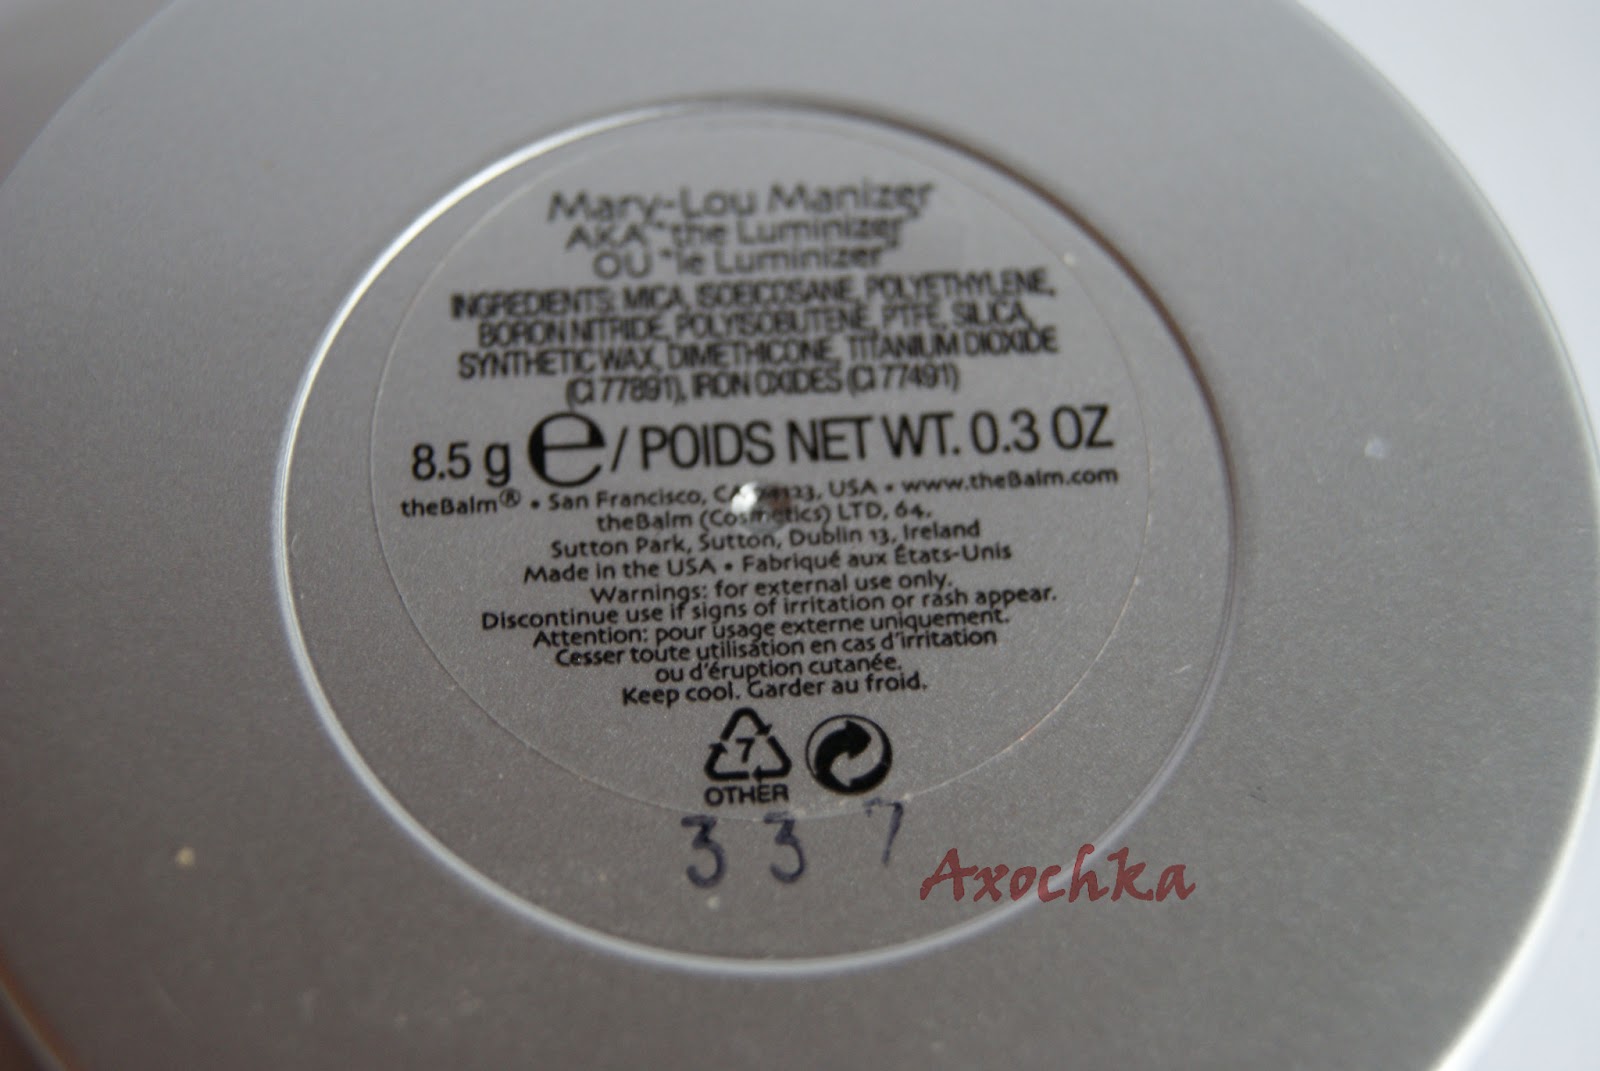 Mary-Lou Manizer
AKA "the Luminizer"
OU "le Luminizer"
INGREDIENTS: MICA, ISOEICOSANE, POLYETHYLENE,
BORON NITRIDE, POLYISOBUTENE, PTFE, SILICA,
SYNTHETIC WAX, DIMETHICONE, TITANIUM DIOXIDE
(CI 77891), IRON OXIDES (CI 77491)
8.5 g e / POIDS NET WT. 0.3 OZ
theBalm® • San Francisco, CA USA • www.theBalm.com
theBalm (Cosmetics) LTD, 64.
Sutton Park, Sutton, Dublin 13, Ireland
Made in the USA • Fabriqué aux États-Unis
Warnings: for external use only.
Discontinue use if signs of irritation or rash appear.
Attention: pour usage externe uniquement.
Cesser toute utilisation en cas d'irritation
ou d'éruption cutanée.
Keep cool. Garder au froid.
7
OTHER
3 3 7
Axochka